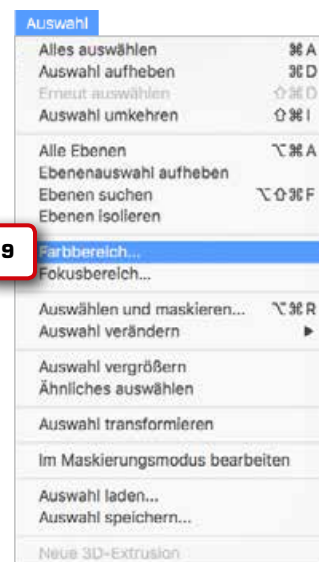 Auswahl
Alles auswählen ⌘A
Auswahl aufheben ⌘D
Erneut auswählen ⇧⌘D
Auswahl umkehren ⇧⌘I
Alle Ebenen ⌥⌘A
Ebenenauswahl aufheben
Ebenen suchen ⌥⇧⌘F
Ebenen isolieren
9 Farbbereich...
Fokusbereich...
Auswählen und maskieren... ⌥⌘R
Auswahl verändern ▶
Auswahl vergrößern
Ähnliches auswählen
Auswahl transformieren
Im Maskierungsmodus bearbeiten
Auswahl laden...
Auswahl speichern...
Neue 3D-Extrusion